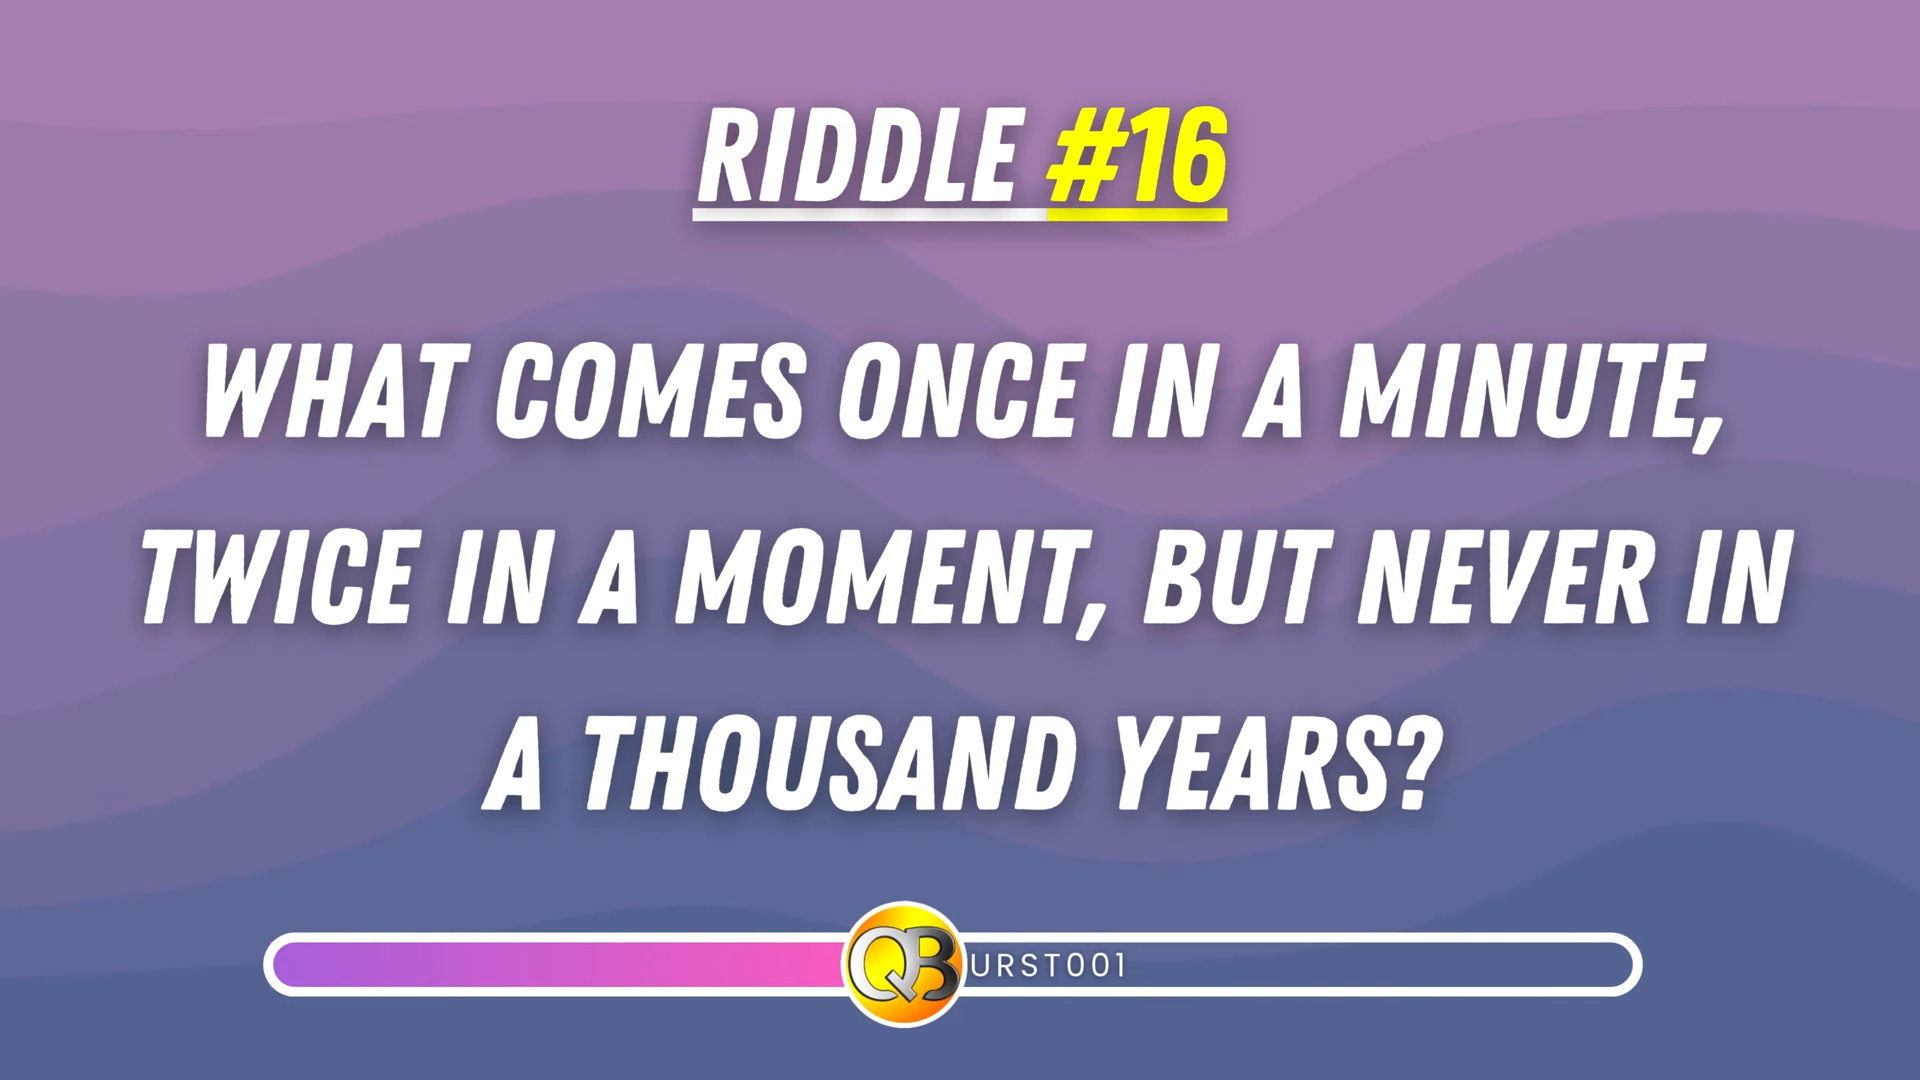 RIDDLE #16
WHAT COMES ONCE IN A MINUTE,
TWICE IN A MOMENT, BUT NEVER IN
A THOUSAND YEARS?
QB URST001